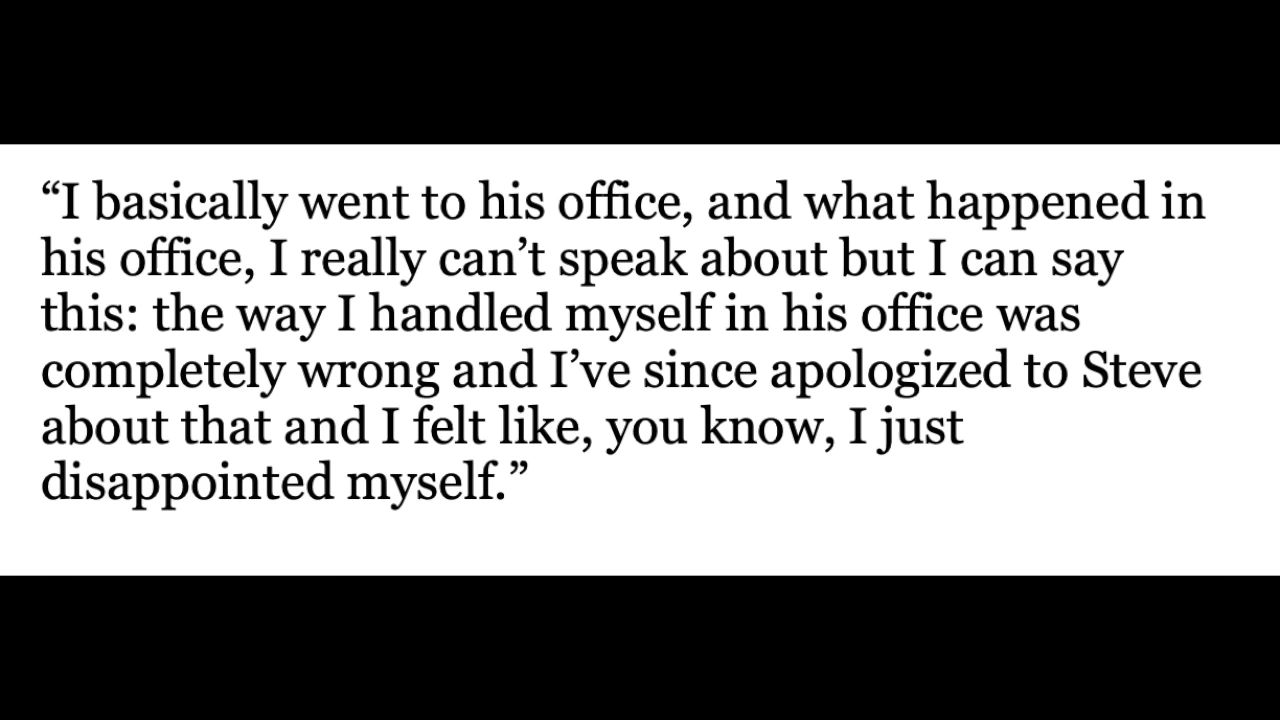 “I basically went to his office, and what happened in
his office, I really can’t speak about but I can say
this: the way I handled myself in his office was
completely wrong and I’ve since apologized to Steve
about that and I felt like, you know, I just
disappointed myself.”